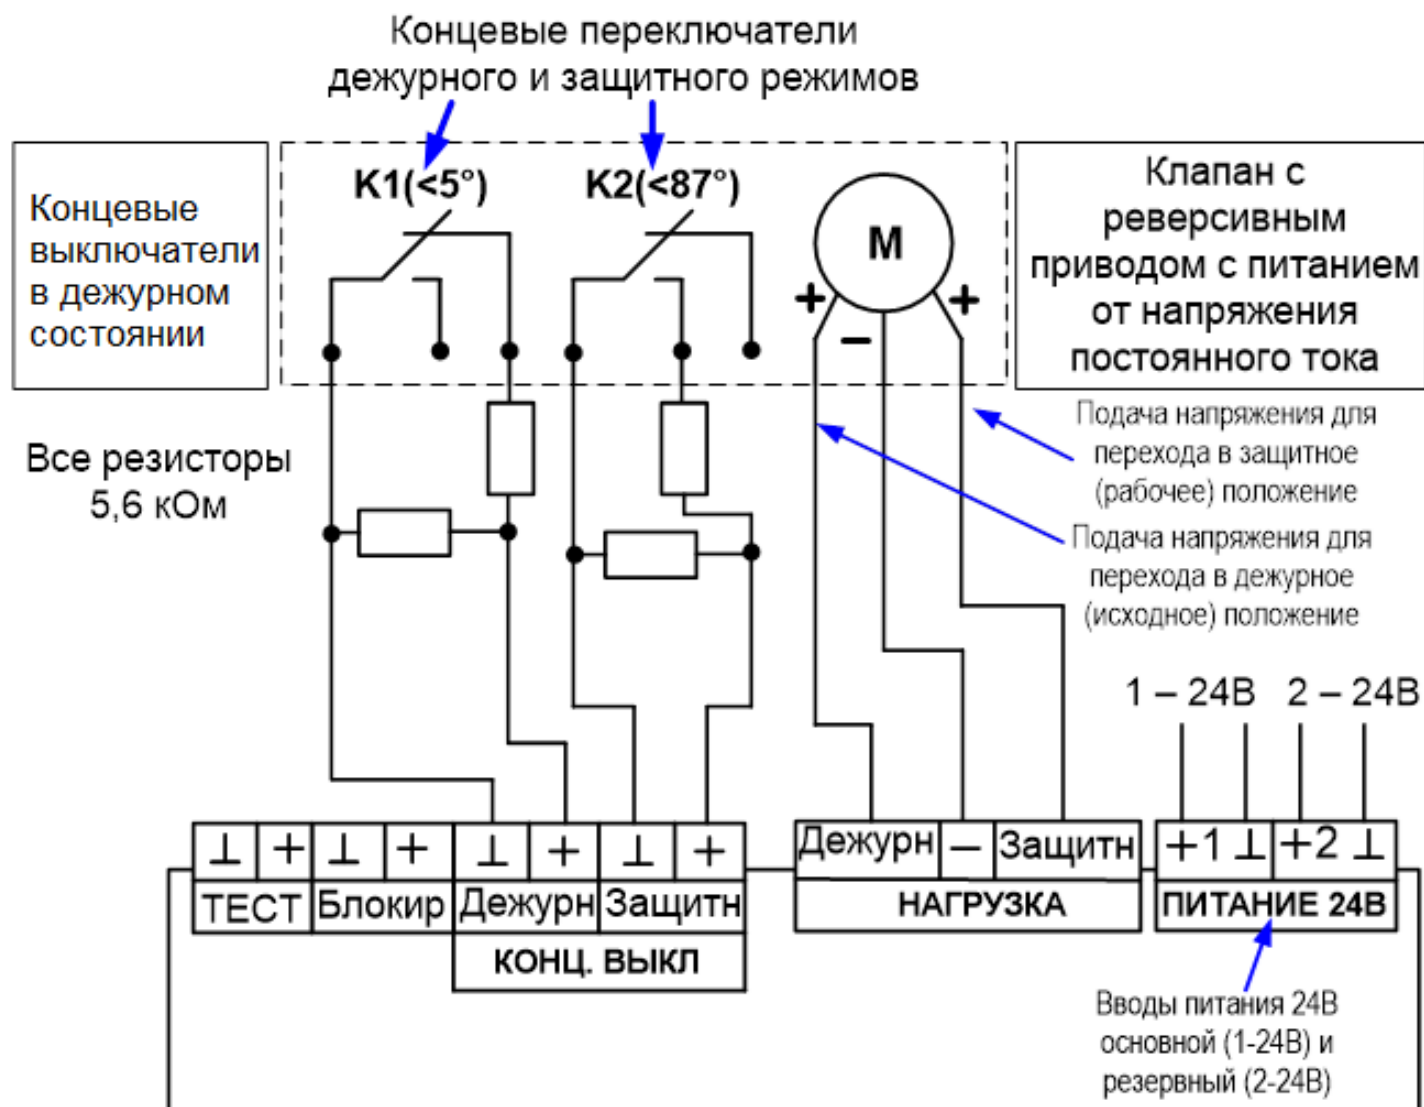 Концевые переключатели
дежурного и защитного режимов
Концевые
выключатели
в дежурном
состоянии
K1(<5°)
K2(<87°)
M
+
−
+
Клапан с
реверсивным
приводом с питанием
от напряжения
постоянного тока
Все резисторы
5,6 кОм
Подача напряжения для
перехода в защитное
(рабочее) положение
Подача напряжения для
перехода в дежурное
(исходное) положение
1 – 24В 2 – 24В
⊥ + ⊥ + ⊥ + ⊥ +
ТЕСТ Блокир Дежурн Защитн
КОНЦ. ВЫКЛ
Дежурн − Защитн
НАГРУЗКА
+1 ⊥ +2 ⊥
ПИТАНИЕ 24В
Вводы питания 24В
основной (1-24В) и
резервный (2-24В)